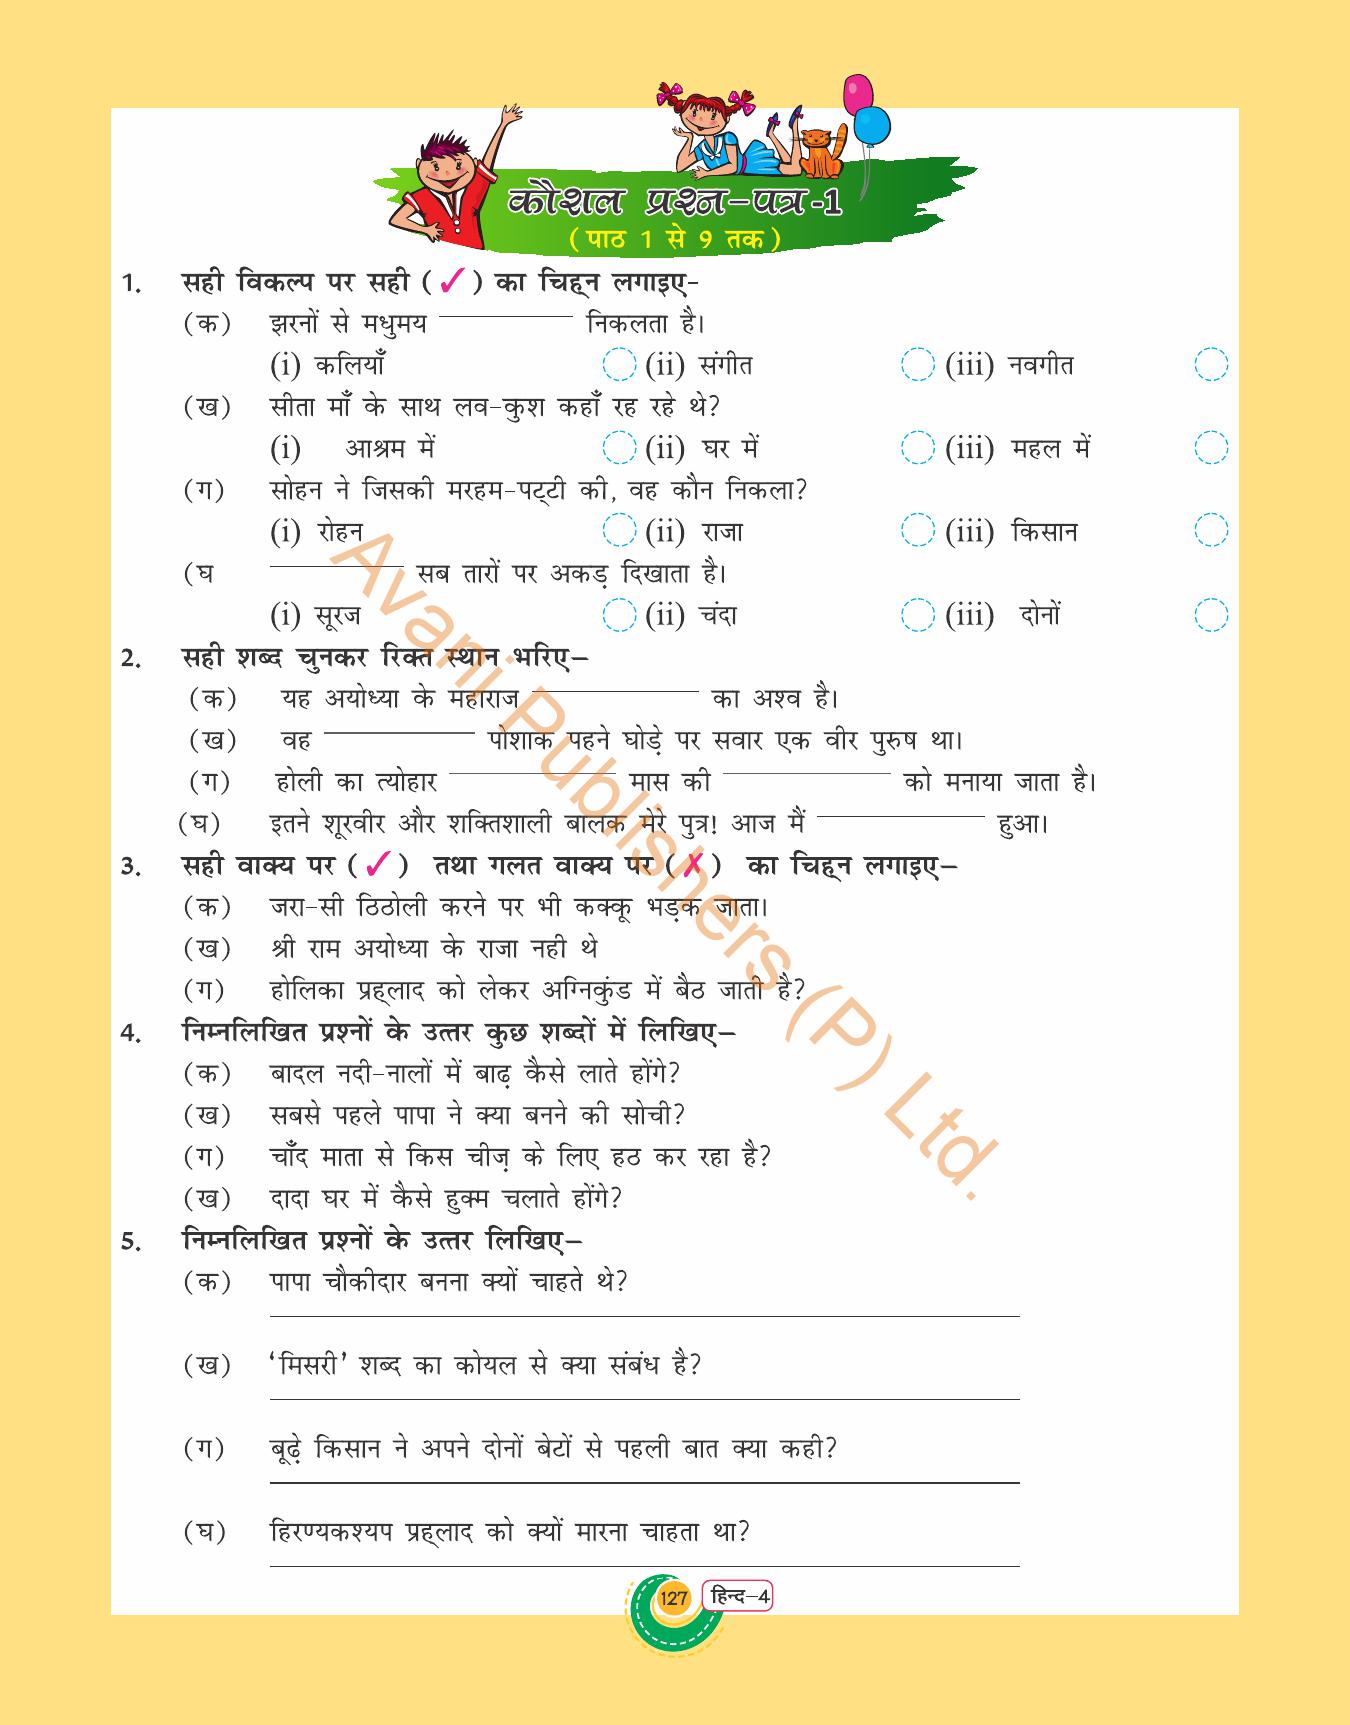 कौशल प्रश्न-पत्र-1
(पाठ 1 से 9 तक)
1. सही विकल्प पर सही (✓) का चिह्न लगाइए-
(क) झरनों से मधुमय ________ निकलता है।
(i) कलियाँ (ii) संगीत (iii) नवगीत
(ख) सीता माँ के साथ लव-कुश कहाँ रह रहे थे?
(i) आश्रम में (ii) घर में (iii) महल में
(ग) सोहन ने जिसकी मरहम-पट्टी की, वह कौन निकला?
(i) रोहन (ii) राजा (iii) किसान
(घ ________ सब तारों पर अकड़ दिखाता है।
(i) सूरज (ii) चंदा (iii) दोनों
2. सही शब्द चुनकर रिक्त स्थान भरिए–
(क) यह अयोध्या के महाराज ________ का अश्व है।
(ख) वह ________ पोशाक पहने घोड़े पर सवार एक वीर पुरुष था।
(ग) होली का त्योहार ________ मास की ________ को मनाया जाता है।
(घ) इतने शूरवीर और शक्तिशाली बालक मेरे पुत्र! आज मैं ________ हुआ।
3. सही वाक्य पर (✓) तथा गलत वाक्य पर (✗) का चिह्न लगाइए–
(क) जरा-सी ठिठोली करने पर भी कक्कू भड़क जाता।
(ख) श्री राम अयोध्या के राजा नही थे
(ग) होलिका प्रह्लाद को लेकर अग्निकुंड में बैठ जाती है?
4. निम्नलिखित प्रश्नों के उत्तर कुछ शब्दों में लिखिए–
(क) बादल नदी-नालों में बाढ़ कैसे लाते होंगे?
(ख) सबसे पहले पापा ने क्या बनने की सोची?
(ग) चाँद माता से किस चीज़ के लिए हठ कर रहा है?
(ख) दादा घर में कैसे हुक्म चलाते होंगे?
5. निम्नलिखित प्रश्नों के उत्तर लिखिए–
(क) पापा चौकीदार बनना क्यों चाहते थे?
(ख) ‘मिसरी’ शब्द का कोयल से क्या संबंध है?
(ग) बूढ़े किसान ने अपने दोनों बेटों से पहली बात क्या कही?
(घ) हिरण्यकश्यप प्रह्लाद को क्यों मारना चाहता था?
127 हिन्द–4
Avani Publishers (P) Ltd.